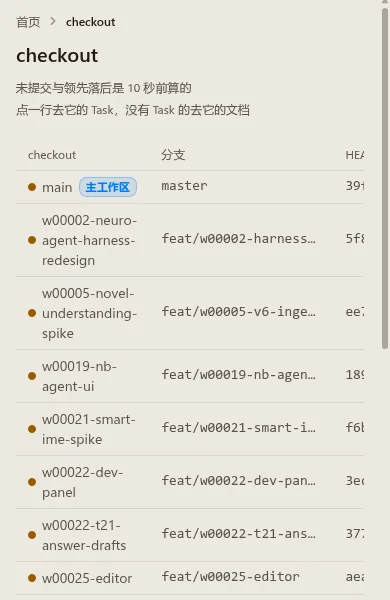 首页 > checkout
checkout
未提交与领先落后是 10 秒前算的
点一行去它的 Task，没有 Task 的去它的文档
checkout 分支
main 主工作区 master
w00002-neuro-
agent-harness- feat/w00002-harness…
redesign
w00005-novel-
understanding- feat/w00005-v6-inge…
spike
w00019-nb- feat/w00019-nb-agen…
agent-ui
w00021-smart- feat/w00021-smart-i…
ime-spike
w00022-dev- feat/w00022-dev-pan…
panel
w00022-t21- feat/w00022-t21-ans…
answer-drafts
w00025-editor feat/w00025-editor